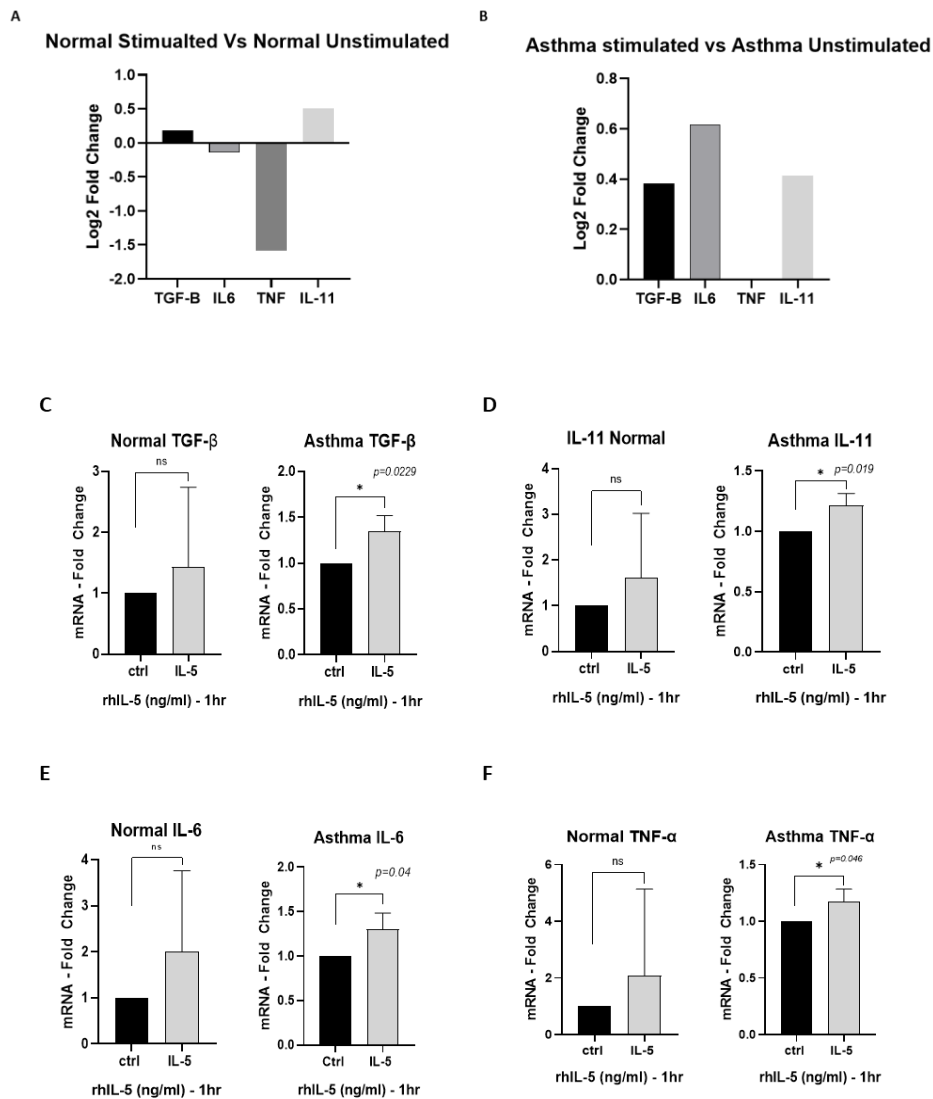 A
Normal Stimualted Vs Normal Unstimulated
Log2 Fold Change
1.0
0.5
0.0
-0.5
-1.0
-1.5
-2.0
TGF-B IL6 TNF IL-11
B
Asthma stimulated vs Asthma Unstimulated
Log2 Fold Change
0.8
0.6
0.4
0.2
0.0
TGF-B IL6 TNF IL-11
C
Normal TGF-β
ns
mRNA - Fold Change
3
2
1
0
ctrl IL-5
rhIL-5 (ng/ml) - 1hr
Asthma TGF-β
p=0.0229
*
mRNA - Fold Change
2.0
1.5
1.0
0.5
0.0
ctrl IL-5
rhIL-5 (ng/ml) - 1hr
D
IL-11 Normal
ns
mRNA - Fold Change
4
3
2
1
0
ctrl IL-5
rhIL-5 (ng/ml) - 1hr
Asthma IL-11
* p=0.019
mRNA - Fold Change
1.5
1.0
0.5
0.0
ctrl IL-5
rhIL-5 (ng/ml) - 1hr
E
Normal IL-6
ns
mRNA - Fold Change
4
3
2
1
0
ctrl IL-5
rhIL-5 (ng/ml) - 1hr
Asthma IL-6
p=0.04
*
mRNA - Fold Change
2.0
1.5
1.0
0.5
0.0
Ctrl IL-5
rhIL-5 (ng/ml) - 1hr
F
Normal TNF-α
ns
mRNA - Fold Change
6
4
2
0
ctrl IL-5
rhIL-5 (ng/ml) - 1hr
Asthma TNF-α
* p=0.046
mRNA - Fold Change
1.5
1.0
0.5
0.0
ctrl IL-5
rhIL-5 (ng/ml) - 1hr